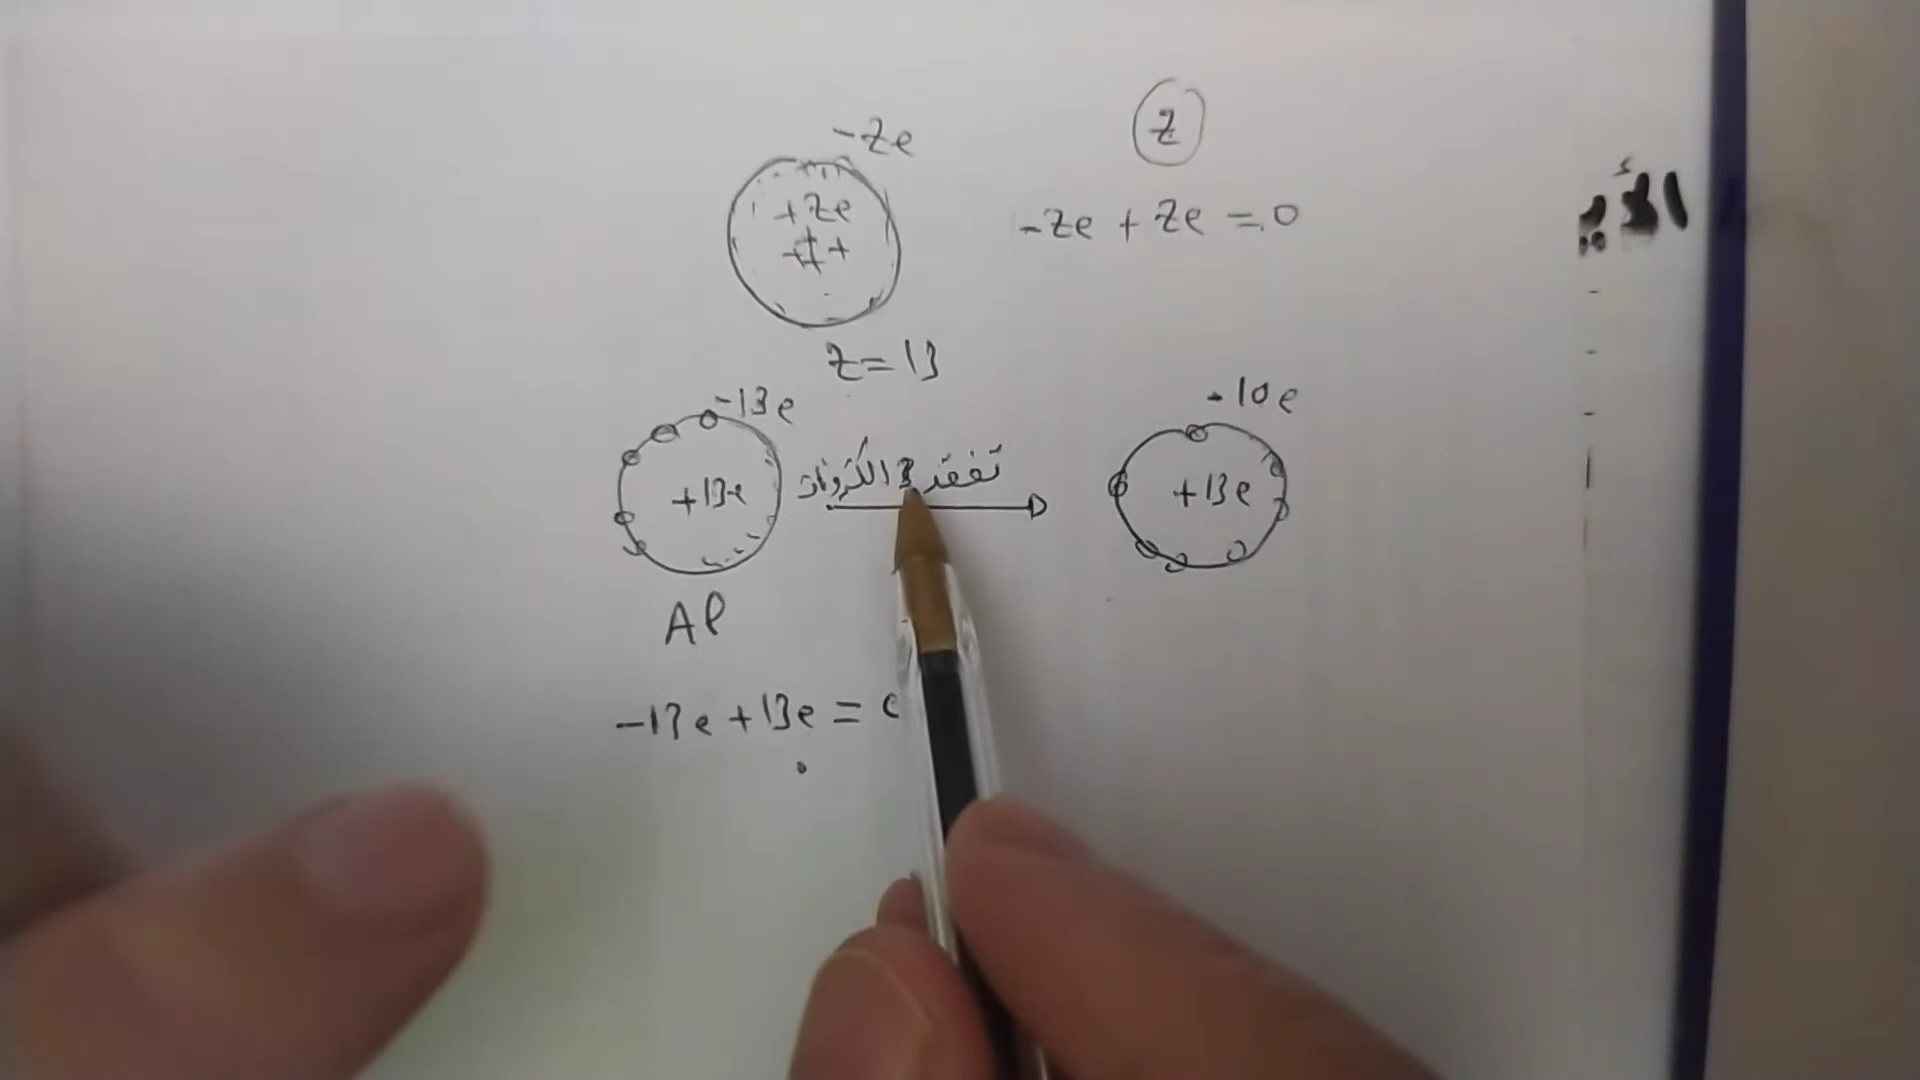 -Ze
Z
+Ze
+++
-Ze + Ze = 0
Z = 13
-13e
-10e
+13e
تفقد 3 الكترونات
+13e
Al
-13e + 13e = 0